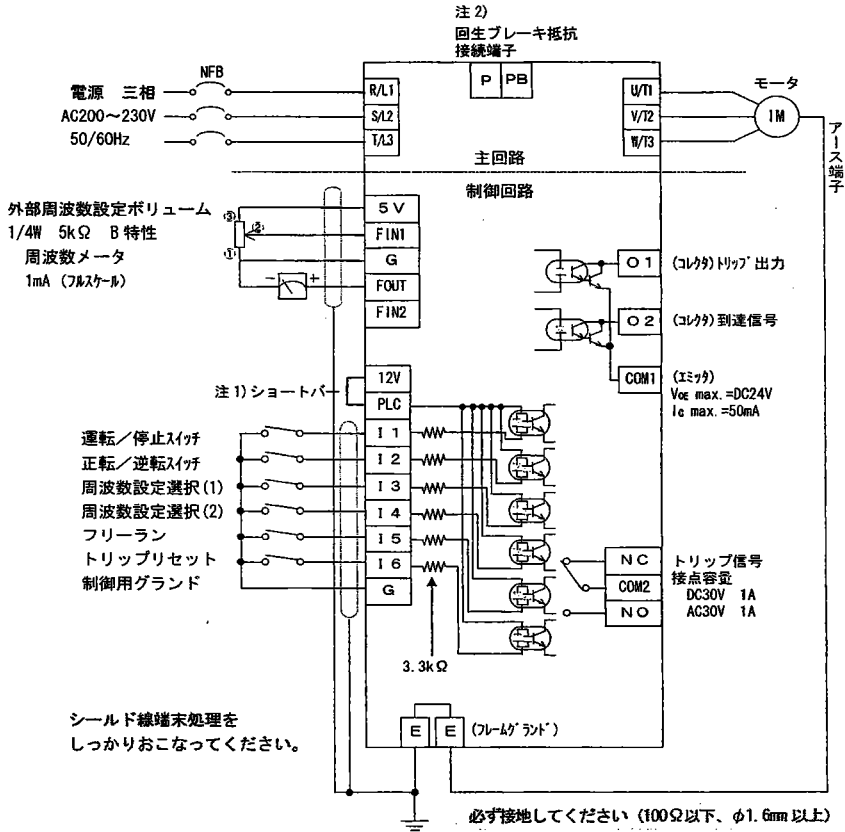 注2)
回生ブレーキ抵抗
接続端子
P PB
NFB
電源 三相
AC200～230V
50/60Hz
R/L1
S/L2
T/L3
U/T1
V/T2
W/T3
モータ
IM
アース端子
主回路
制御回路
外部周波数設定ボリューム
1/4W 5kΩ B特性
周波数メータ
1mA (フルスケール)
③
②
①
－ ＋
5V
FIN1
G
FOUT
FIN2
O1 (コレクタ)トリップ出力
O2 (コレクタ)到達信号
COM1 (エミッタ)
VCE max.=DC24V
IC max.=50mA
注1)ショートバー
12V
PLC
運転／停止スイッチ I1
正転／逆転スイッチ I2
周波数設定選択(1) I3
周波数設定選択(2) I4
フリーラン I5
トリップリセット I6
制御用グランド G
3.3kΩ
NC
COM2
NO
トリップ信号
接点容量
DC30V 1A
AC30V 1A
シールド線端末処理を
しっかりおこなってください。
E E (フレームグランド)
必ず接地してください (100Ω以下、φ1.6mm以上)